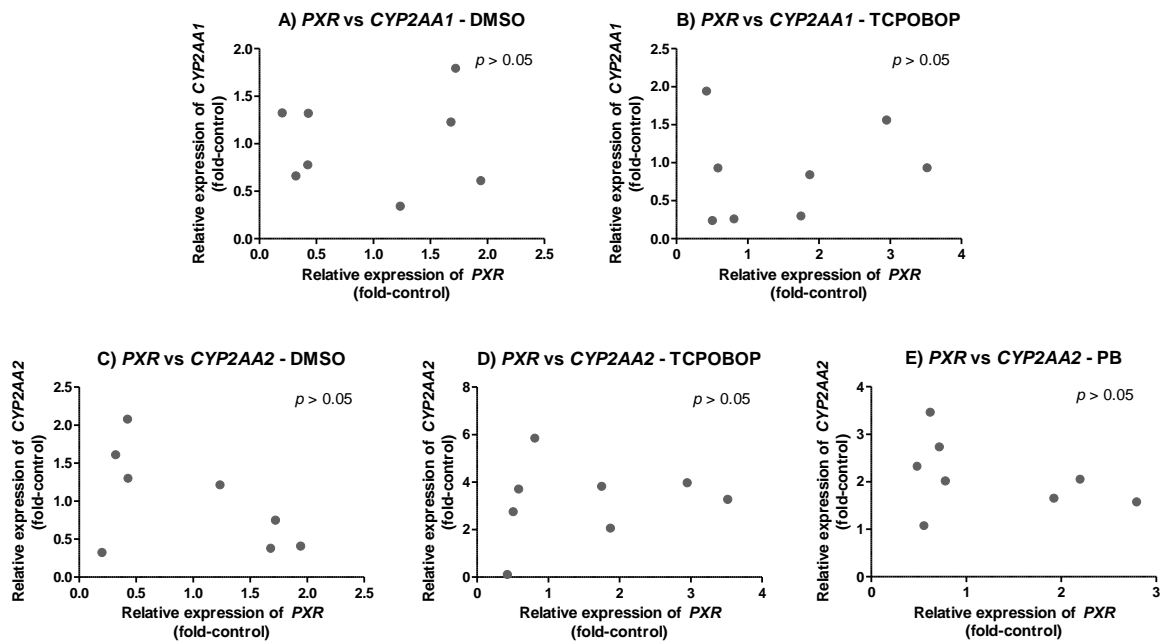 A) PXR vs CYP2AA1 - DMSO
Relative expression of CYP2AA1
(fold-control)
2.0
1.5
1.0
0.5
0.0
p > 0.05
0.0 0.5 1.0 1.5 2.0 2.5
Relative expression of PXR
(fold-control)
B) PXR vs CYP2AA1 - TCPOBOP
Relative expression of CYP2AA1
(fold-control)
2.5
2.0
1.5
1.0
0.5
0.0
p > 0.05
0 1 2 3 4
Relative expression of PXR
(fold-control)
C) PXR vs CYP2AA2 - DMSO
Relative expression of CYP2AA2
(fold-control)
2.5
2.0
1.5
1.0
0.5
0.0
p > 0.05
0.0 0.5 1.0 1.5 2.0 2.5
Relative expression of PXR
(fold-control)
D) PXR vs CYP2AA2 - TCPOBOP
Relative expression of CYP2AA2
(fold-control)
8
6
4
2
0
p > 0.05
0 1 2 3 4
Relative expression of PXR
(fold-control)
E) PXR vs CYP2AA2 - PB
Relative expression of CYP2AA2
(fold-control)
4
3
2
1
0
p > 0.05
0 1 2 3
Relative expression of PXR
(fold-control)